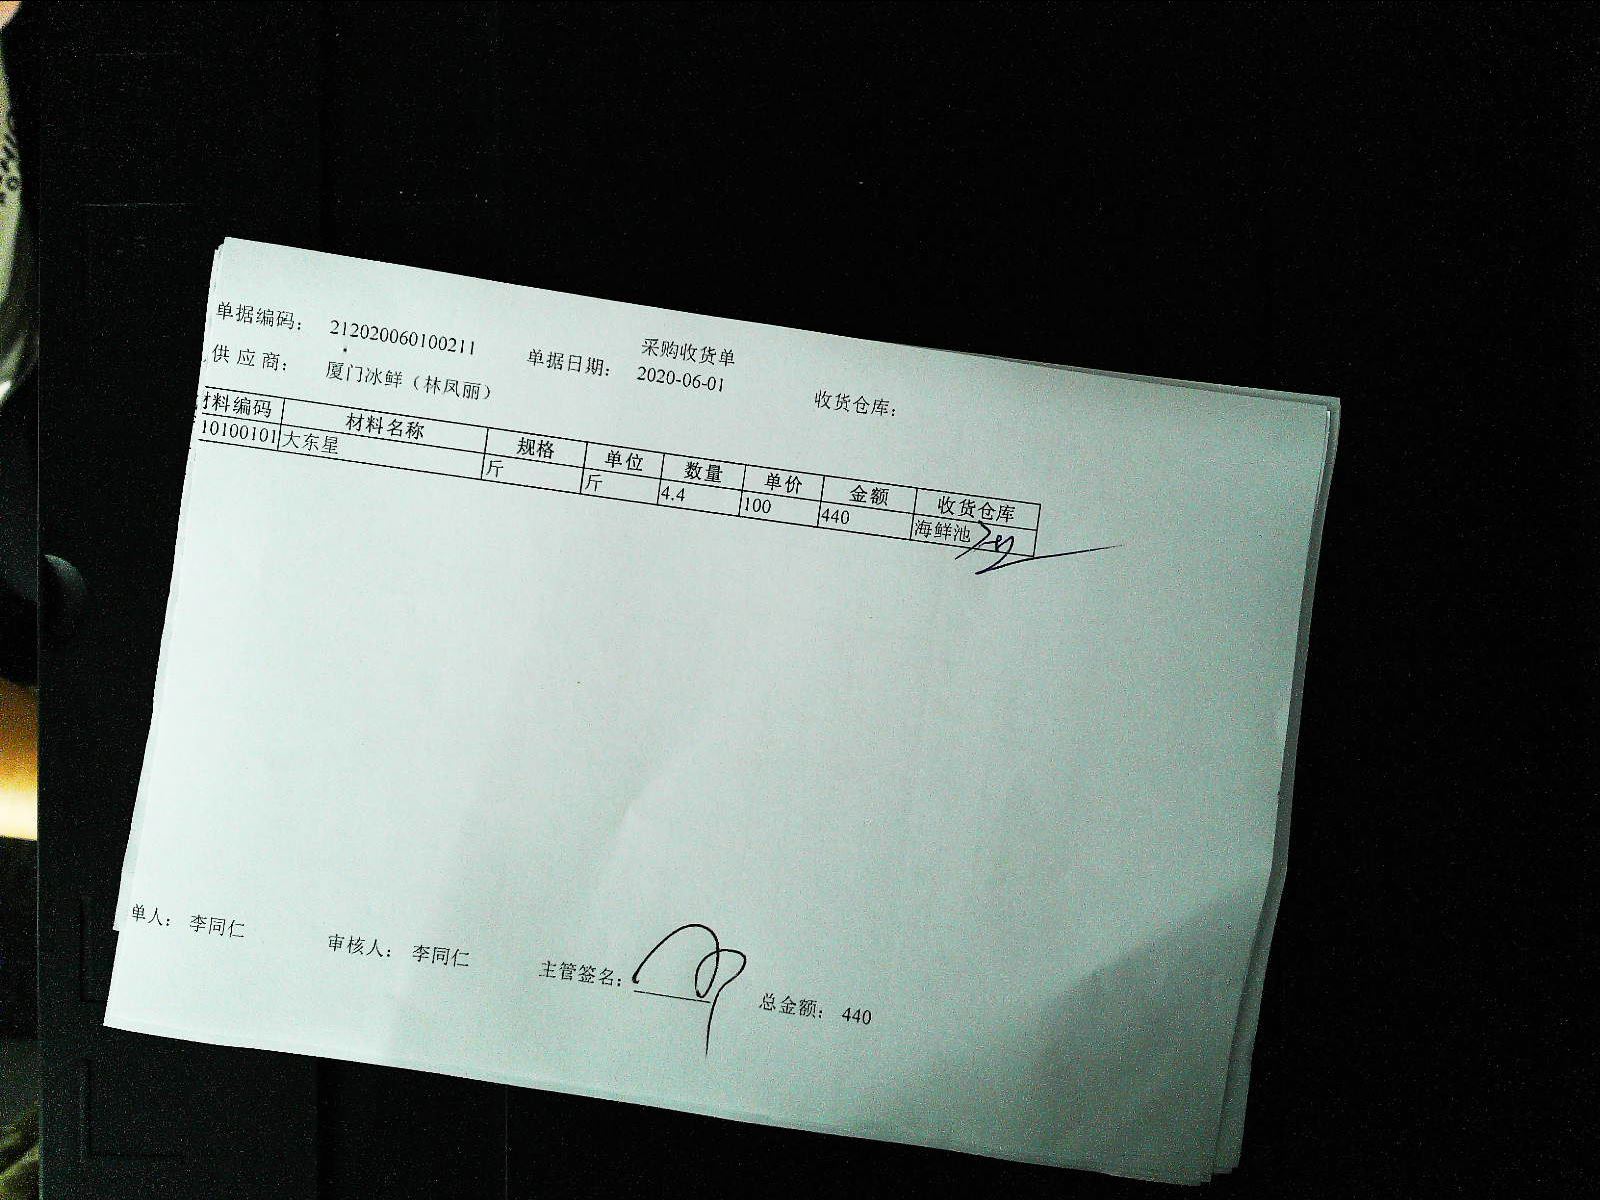 采购收货单
单据编码: 212020060100211 单据日期: 2020-06-01 收货仓库:
供应商: 厦门冰鲜（林凤丽）
材料编码 材料名称 规格 单位 数量 单价 金额 收货仓库
10100101 大东星 斤 斤 4.4 100 440 海鲜池
单人: 李同仁 审核人: 李同仁 主管签名: 总金额: 440